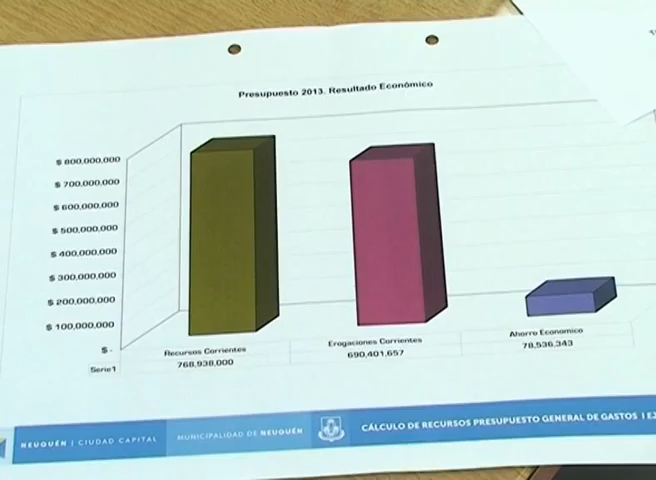 Presupuesto 2013. Resultado Económico
$ 800,000,000
$ 700,000,000
$ 600,000,000
$ 500,000,000
$ 400,000,000
$ 300,000,000
$ 200,000,000
$ 100,000,000
$ -
Recursos Corrientes Erogaciones Corrientes Ahorro Economico
Serie1 768,938,000 690,401,657 78,536,343
NEUQUÉN | CIUDAD CAPITAL MUNICIPALIDAD DE NEUQUÉN CÁLCULO DE RECURSOS PRESUPUESTO GENERAL DE GASTOS | EJ